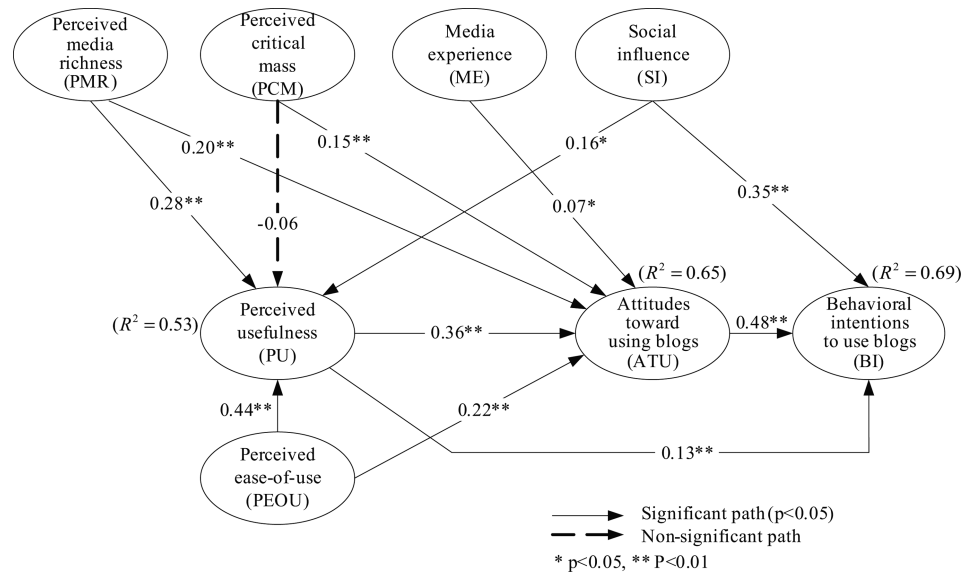 Perceived
media
richness
(PMR)
Perceived
critical
mass
(PCM)
Media
experience
(ME)
Social
influence
(SI)
0.20**
0.15**
0.16*
0.28**
0.07*
0.35**
-0.06
(R² = 0.65)
(R² = 0.69)
(R² = 0.53)
Perceived
usefulness
(PU)
0.36**
Attitudes
toward
using blogs
(ATU)
0.48**
Behavioral
intentions
to use blogs
(BI)
0.44**
0.22**
0.13**
Perceived
ease-of-use
(PEOU)
Significant path (p<0.05)
Non-significant path
* p<0.05, ** P<0.01